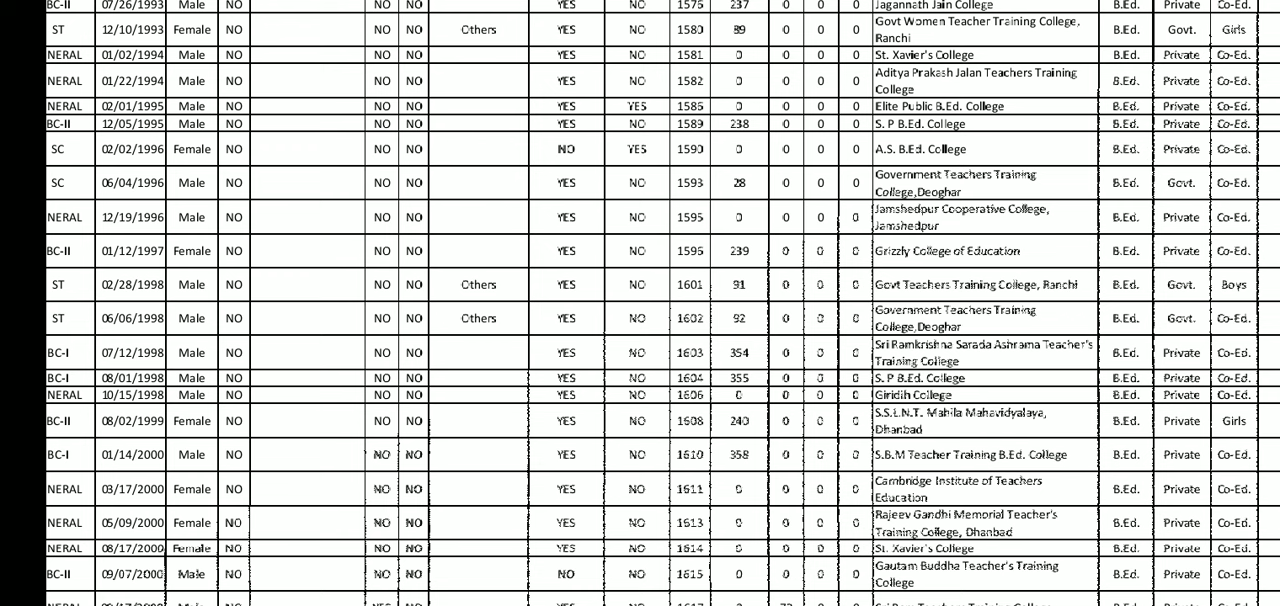 BC-II 07/26/1993 Male NO NO NO YES NO 1576 237 0 0 0 Jagannath Jain College B.Ed. Private Co-Ed.
ST 12/10/1993 Female NO NO NO Others YES NO 1580 89 0 0 0 Govt Women Teacher Training College,
Ranchi B.Ed. Govt. Girls
NERAL 01/02/1994 Male NO NO NO YES NO 1581 0 0 0 0 St. Xavier's College B.Ed. Private Co-Ed.
NERAL 01/22/1994 Male NO NO NO YES NO 1582 0 0 0 0 Aditya Prakash Jalan Teachers Training
College B.Ed. Private Co-Ed.
NERAL 02/01/1995 Male NO NO NO YES YES 1586 0 0 0 0 Elite Public B.Ed. College B.Ed. Private Co-Ed.
BC-II 12/05/1995 Male NO NO NO YES NO 1589 238 0 0 0 S. P B.Ed. College B.Ed. Private Co-Ed.
SC 02/02/1996 Female NO NO NO NO YES 1590 0 0 0 0 A.S. B.Ed. College B.Ed. Private Co-Ed.
SC 06/04/1996 Male NO NO NO YES NO 1593 28 0 0 0 Government Teachers Training
College,Deoghar B.Ed. Govt. Co-Ed.
NERAL 12/19/1996 Male NO NO NO YES NO 1595 0 0 0 0 Jamshedpur Cooperative College,
Jamshedpur B.Ed. Private Co-Ed.
BC-II 01/12/1997 Female NO NO NO YES NO 1596 239 0 0 0 Grizzly College of Education B.Ed. Private Co-Ed.
ST 02/28/1998 Male NO NO NO Others YES NO 1601 91 0 0 0 Govt Teachers Training College, Ranchi B.Ed. Govt. Boys
ST 06/06/1998 Male NO NO NO Others YES NO 1602 92 0 0 0 Government Teachers Training
College,Deoghar B.Ed. Govt. Co-Ed.
BC-I 07/12/1998 Male NO NO NO YES NO 1603 354 0 0 0 Sri Ramkrishna Sarada Ashrama Teacher's
Training College B.Ed. Private Co-Ed.
BC-I 08/01/1998 Male NO NO NO YES NO 1604 355 0 0 0 S. P B.Ed. College B.Ed. Private Co-Ed.
NERAL 10/15/1998 Male NO NO NO YES NO 1606 0 0 0 0 Giridih College B.Ed. Private Co-Ed.
BC-II 08/02/1999 Female NO NO NO YES NO 1608 240 0 0 0 S.S.L.N.T. Mahila Mahavidyalaya,
Dhanbad B.Ed. Private Girls
BC-I 01/14/2000 Male NO NO NO YES NO 1610 358 0 0 0 S.B.M Teacher Training B.Ed. College B.Ed. Private Co-Ed.
NERAL 03/17/2000 Female NO NO NO YES NO 1611 0 0 0 0 Cambridge Institute of Teachers
Education B.Ed. Private Co-Ed.
NERAL 05/09/2000 Female NO NO NO YES NO 1613 0 0 0 0 Rajeev Gandhi Memorial Teacher's
Training College, Dhanbad B.Ed. Private Co-Ed.
NERAL 08/17/2000 Female NO NO NO YES NO 1614 0 0 0 0 St. Xavier's College B.Ed. Private Co-Ed.
BC-II 09/07/2000 Male NO NO NO NO NO 1615 0 0 0 0 Gautam Buddha Teacher's Training
College B.Ed. Private Co-Ed.